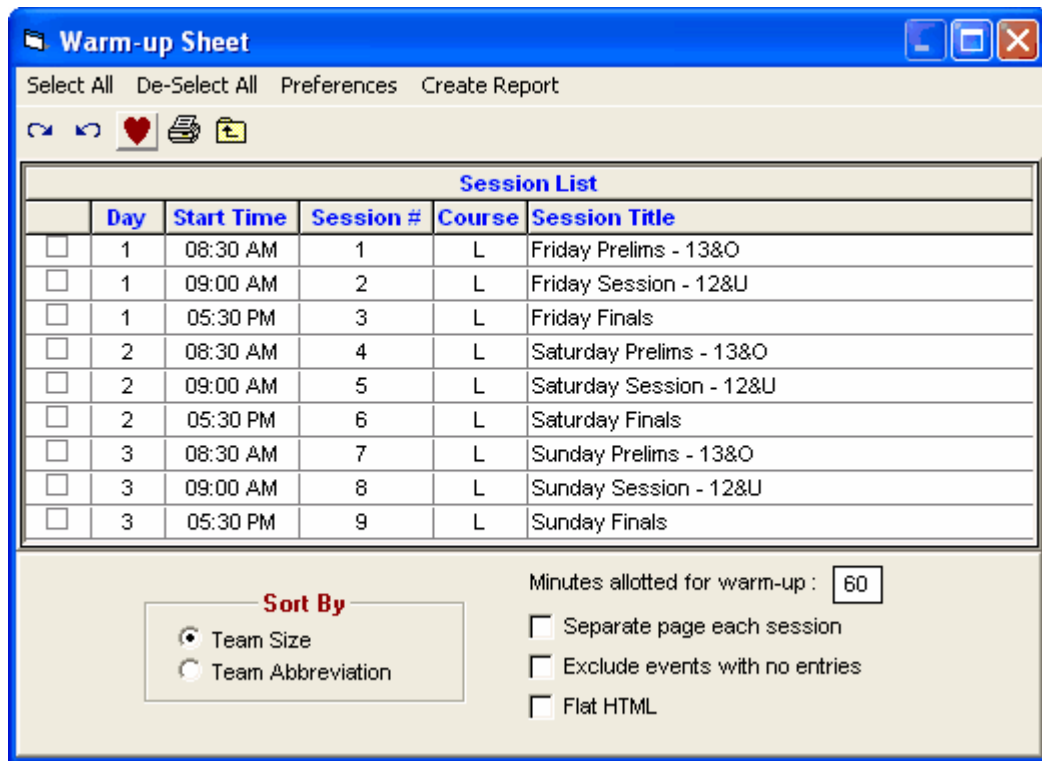 Warm-up Sheet
Select All De-Select All Preferences Create Report
Session List
Day Start Time Session # Course Session Title
1 08:30 AM 1 L Friday Prelims - 13&O
1 09:00 AM 2 L Friday Session - 12&U
1 05:30 PM 3 L Friday Finals
2 08:30 AM 4 L Saturday Prelims - 13&O
2 09:00 AM 5 L Saturday Session - 12&U
2 05:30 PM 6 L Saturday Finals
3 08:30 AM 7 L Sunday Prelims - 13&O
3 09:00 AM 8 L Sunday Session - 12&U
3 05:30 PM 9 L Sunday Finals
Sort By
Team Size
Team Abbreviation
Minutes allotted for warm-up : 60
Separate page each session
Exclude events with no entries
Flat HTML